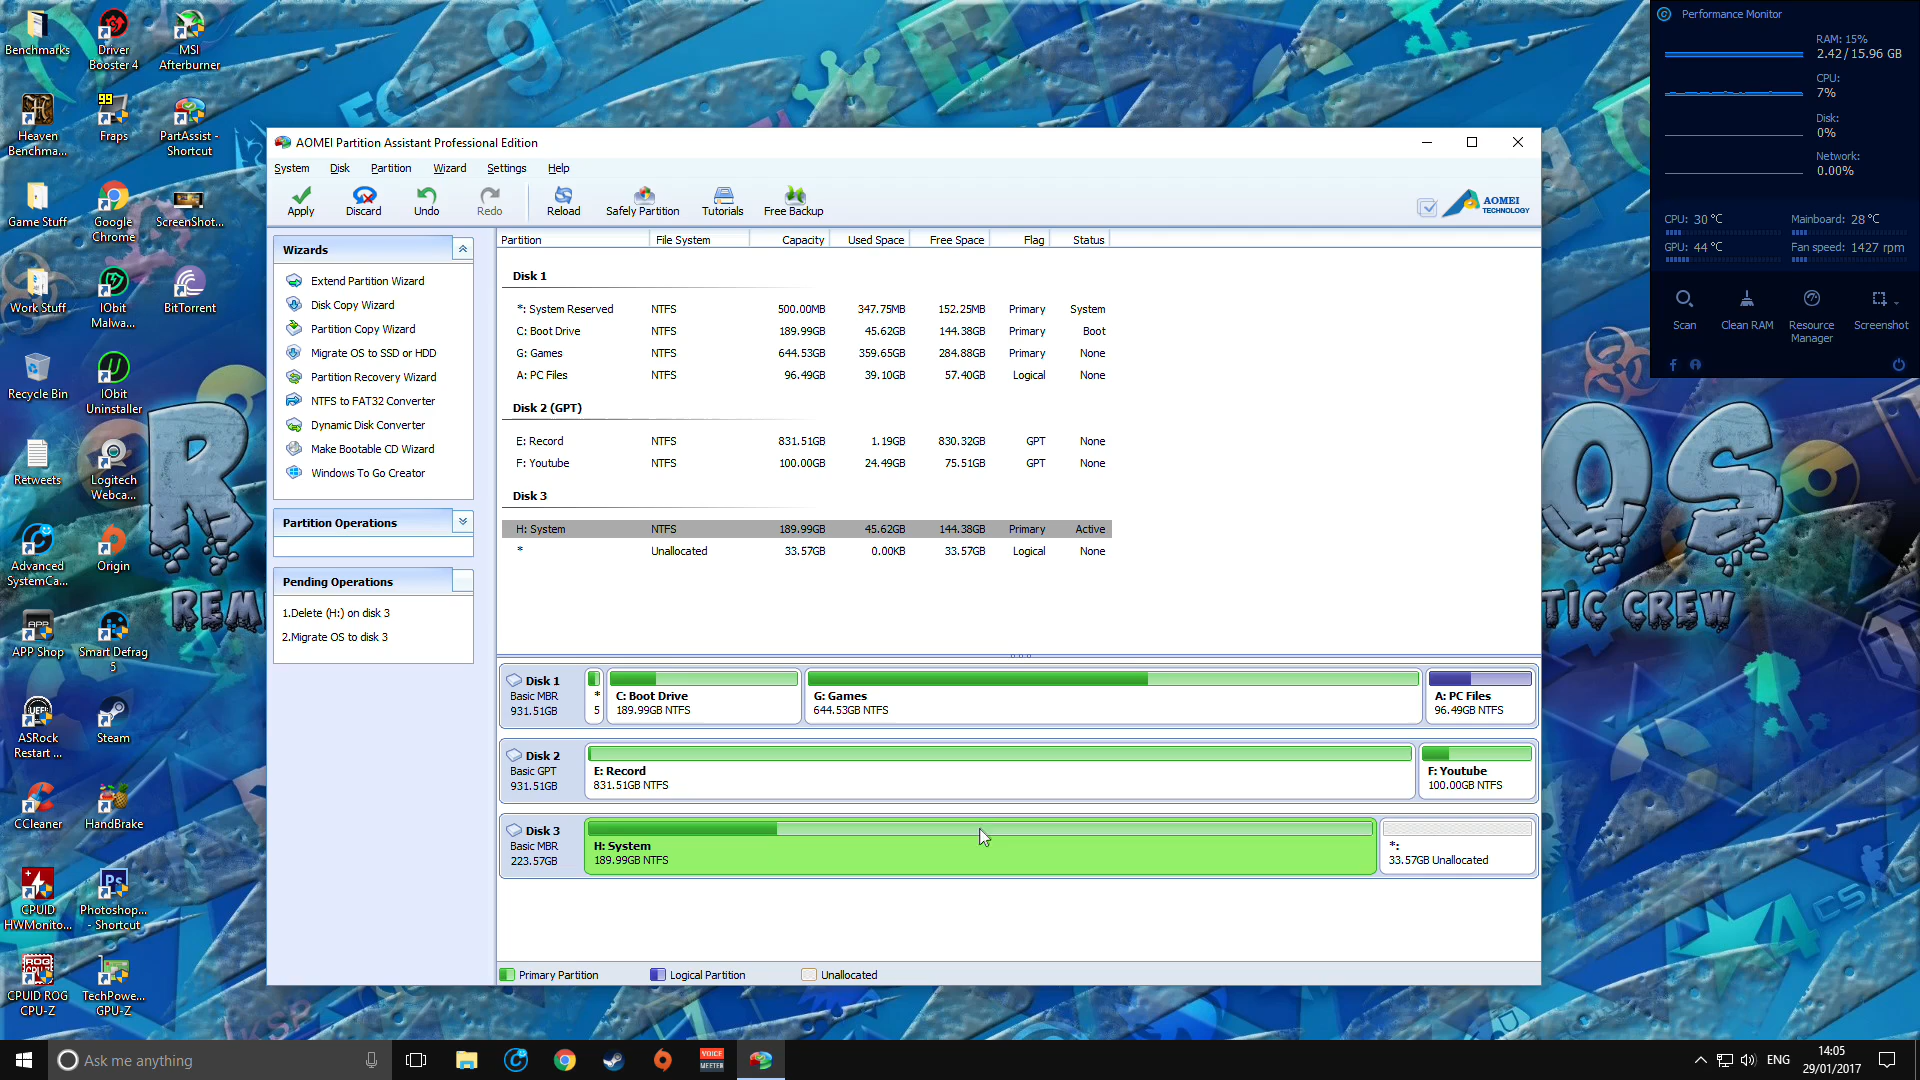 Benchmarks
Driver
Booster 4
MSI
Afterburner
Heaven
Benchma...
99
Fraps
PartAssist -
Shortcut
Game Stuff
Google
Chrome
ScreenShot...
Work Stuff
IObit
Malwa...
BitTorrent
Recycle Bin
IObit
Uninstaller
Retweets
Logitech
Webca...
Advanced
SystemCa...
Origin
APP
APP Shop
Smart Defrag
5
UEFI
ASRock
Restart ...
Steam
CCleaner
HandBrake
CPUID
HWMonito...
Ps
Photoshop...
- Shortcut
ROG
CPU-Z
CPUID ROG
CPU-Z
TechPowe...
GPU-Z
AOMEI Partition Assistant Professional Edition
System Disk Partition Wizard Settings Help
Apply Discard Undo Redo Reload Safely Partition Tutorials Free Backup
AOMEI
TECHNOLOGY
Wizards
Extend Partition Wizard
Disk Copy Wizard
Partition Copy Wizard
Migrate OS to SSD or HDD
Partition Recovery Wizard
NTFS to FAT32 Converter
Dynamic Disk Converter
Make Bootable CD Wizard
Windows To Go Creator
Partition Operations
Pending Operations
1.Delete (H:) on disk 3
2.Migrate OS to disk 3
Partition File System Capacity Used Space Free Space Flag Status
Disk 1
*: System Reserved NTFS 500.00MB 347.75MB 152.25MB Primary System
C: Boot Drive NTFS 189.99GB 45.62GB 144.38GB Primary Boot
G: Games NTFS 644.53GB 359.65GB 284.88GB Primary None
A: PC Files NTFS 96.49GB 39.10GB 57.40GB Logical None
Disk 2 (GPT)
E: Record NTFS 831.51GB 1.19GB 830.32GB GPT None
F: Youtube NTFS 100.00GB 24.49GB 75.51GB GPT None
Disk 3
H: System NTFS 189.99GB 45.62GB 144.38GB Primary Active
* Unallocated 33.57GB 0.00KB 33.57GB Logical None
Disk 1
Basic MBR
931.51GB
*
5
C: Boot Drive
189.99GB NTFS
G: Games
644.53GB NTFS
A: PC Files
96.49GB NTFS
Disk 2
Basic GPT
931.51GB
E: Record
831.51GB NTFS
F: Youtube
100.00GB NTFS
Disk 3
Basic MBR
223.57GB
H: System
189.99GB NTFS
*:
33.57GB Unallocated
Primary Partition Logical Partition Unallocated
Performance Monitor
RAM: 15%
2.42/15.96 GB
CPU:
7%
Disk:
0%
Network:
0.00%
CPU: 30 °C Mainboard: 28 °C
GPU: 44 °C Fan speed: 1427 rpm
Scan Clean RAM Resource
Manager Screenshot
R
OS
REM
TIC CREW
CS:G
KSP
Ask me anything
VOICE
MEETER
ENG
14:05
29/01/2017